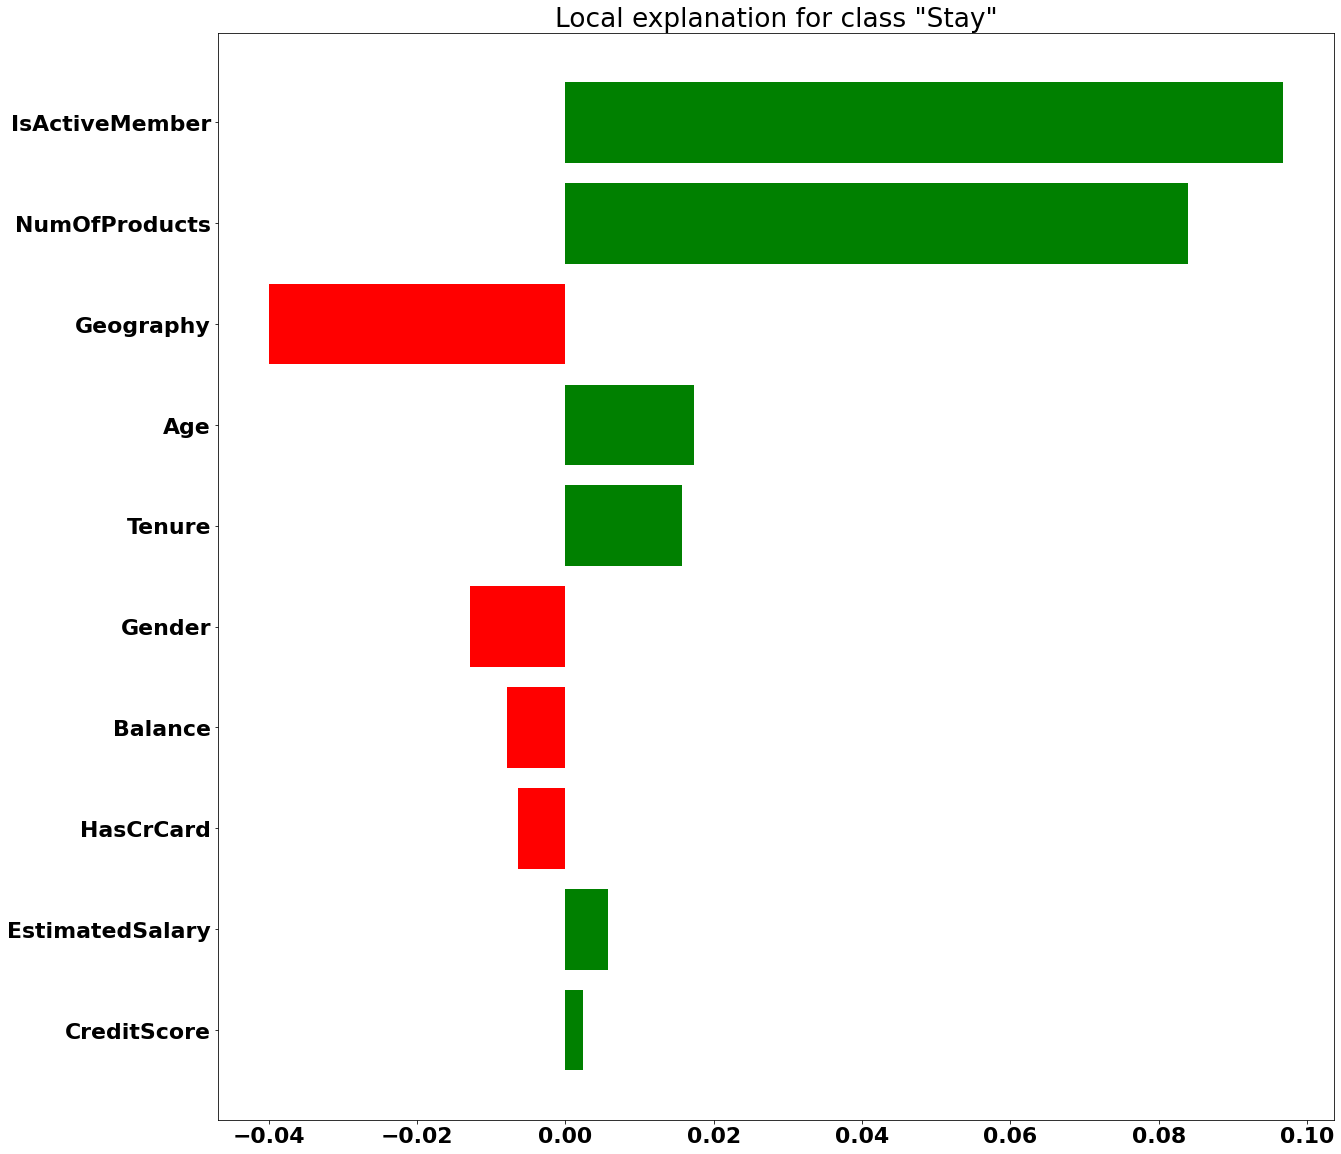 Local explanation for class "Stay"
IsActiveMember
NumOfProducts
Geography
Age
Tenure
Gender
Balance
HasCrCard
EstimatedSalary
CreditScore
−0.04 −0.02 0.00 0.02 0.04 0.06 0.08 0.10